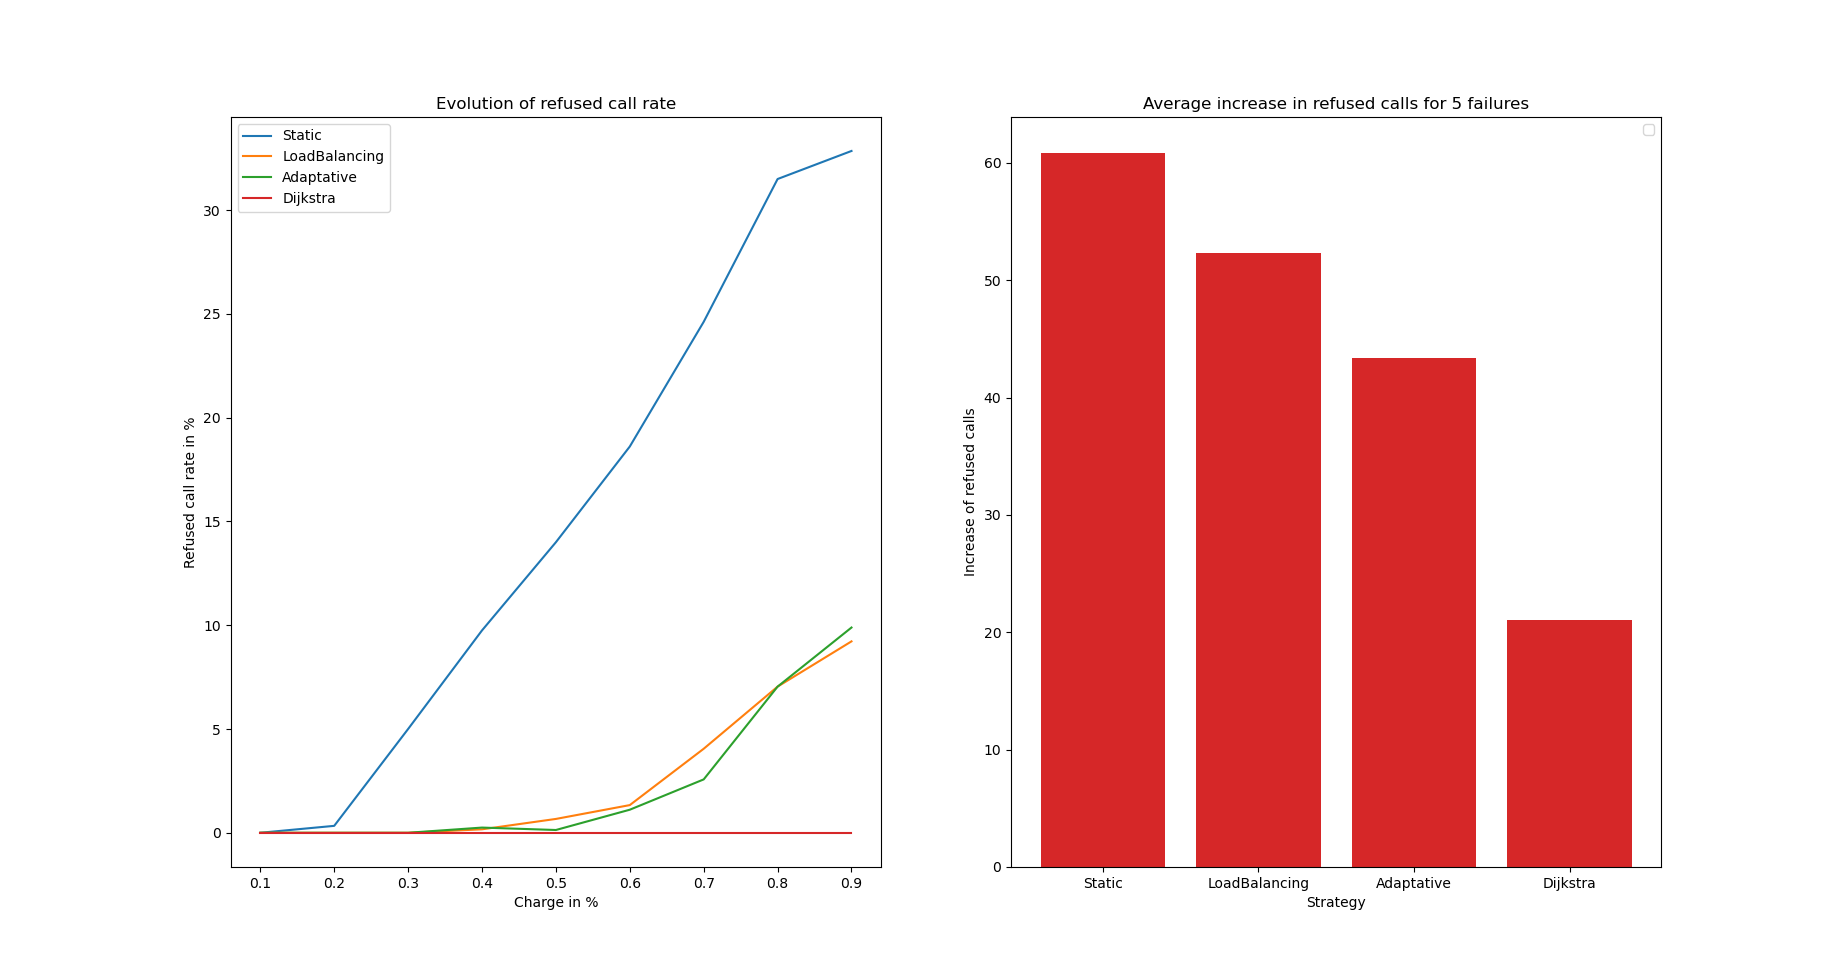 Evolution of refused call rate
Static
LoadBalancing
Adaptative
Dijkstra
Refused call rate in %
30
25
20
15
10
5
0
0.1 0.2 0.3 0.4 0.5 0.6 0.7 0.8 0.9
Charge in %
Average increase in refused calls for 5 failures
Increase of refused calls
60
50
40
30
20
10
0
Static LoadBalancing Adaptative Dijkstra
Strategy